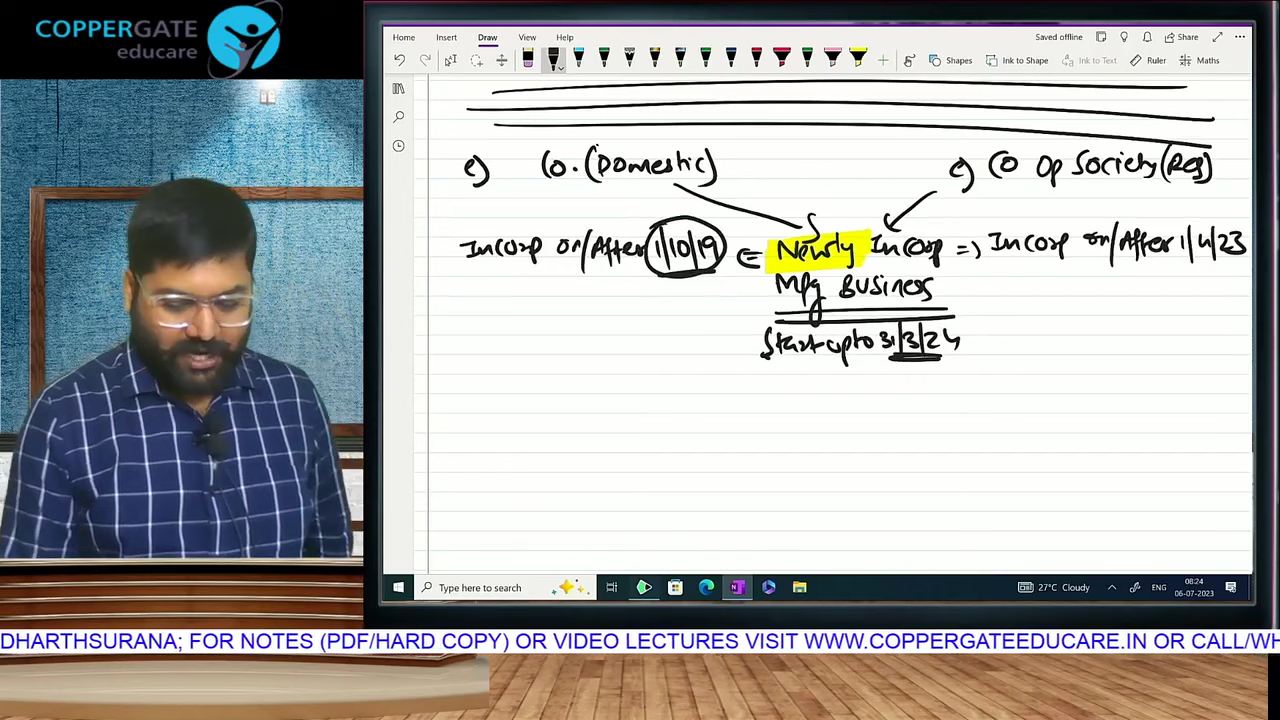 COPPERGATE
educare
Home Insert Draw View Help
Saved offline
Share
Shapes Ink to Shape Ink to Text Ruler Maths
e) Co. (Domestic)
e) CO Op Society (Res)
Incorp on/After 1/10/19 <= Newly Incorp => Incorp on/After 1/4/23
Mfg Business
Start upto 31/3/24
Type here to search
27°C Cloudy
ENG
08:24
06-07-2023
DHARTHSURANA; FOR NOTES (PDF/HARD COPY) OR VIDEO LECTURES VISIT WWW.COPPERGATEEDUCARE.IN OR CALL/WH